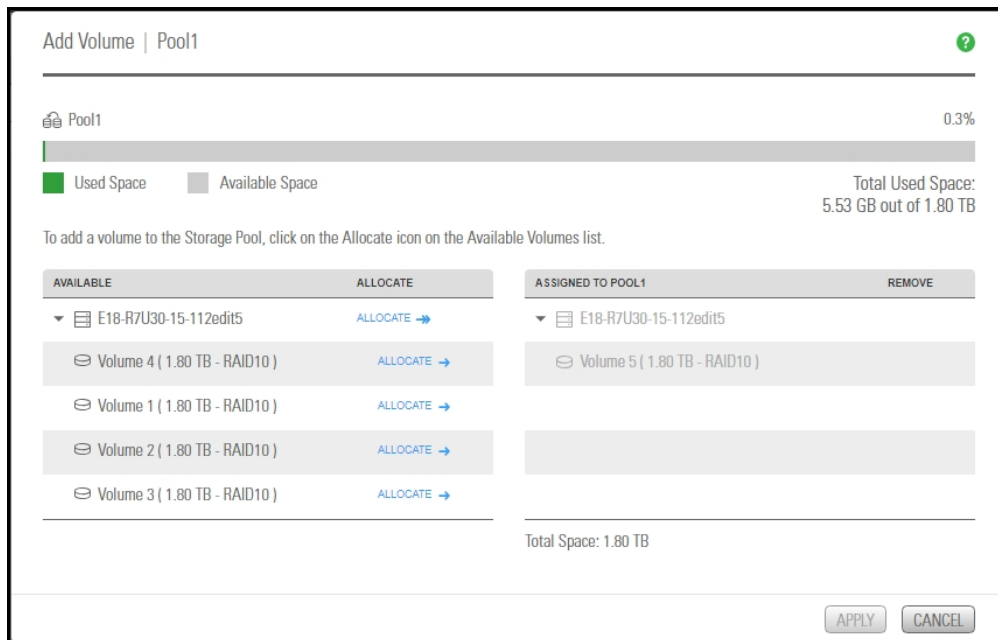 Add Volume | Pool1
?
Pool1
0.3%
Used Space
Available Space
Total Used Space:
5.53 GB out of 1.80 TB
To add a volume to the Storage Pool, click on the Allocate icon on the Available Volumes list.
AVAILABLE
ALLOCATE
E18-R7U30-15-112edit5
ALLOCATE
Volume 4 ( 1.80 TB - RAID10 )
ALLOCATE
Volume 1 ( 1.80 TB - RAID10 )
ALLOCATE
Volume 2 ( 1.80 TB - RAID10 )
ALLOCATE
Volume 3 ( 1.80 TB - RAID10 )
ALLOCATE
ASSIGNED TO POOL1
REMOVE
E18-R7U30-15-112edit5
Volume 5 ( 1.80 TB - RAID10 )
Total Space: 1.80 TB
APPLY
CANCEL